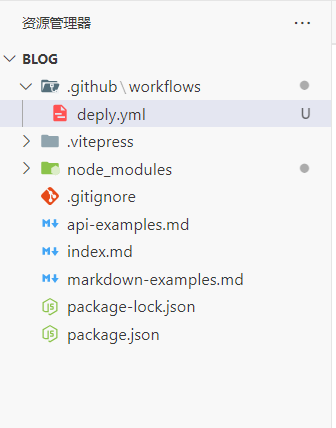 资源管理器 ···
BLOG
.github\workflows
deply.yml U
.vitepress
node_modules
.gitignore
api-examples.md
index.md
markdown-examples.md
package-lock.json
package.json